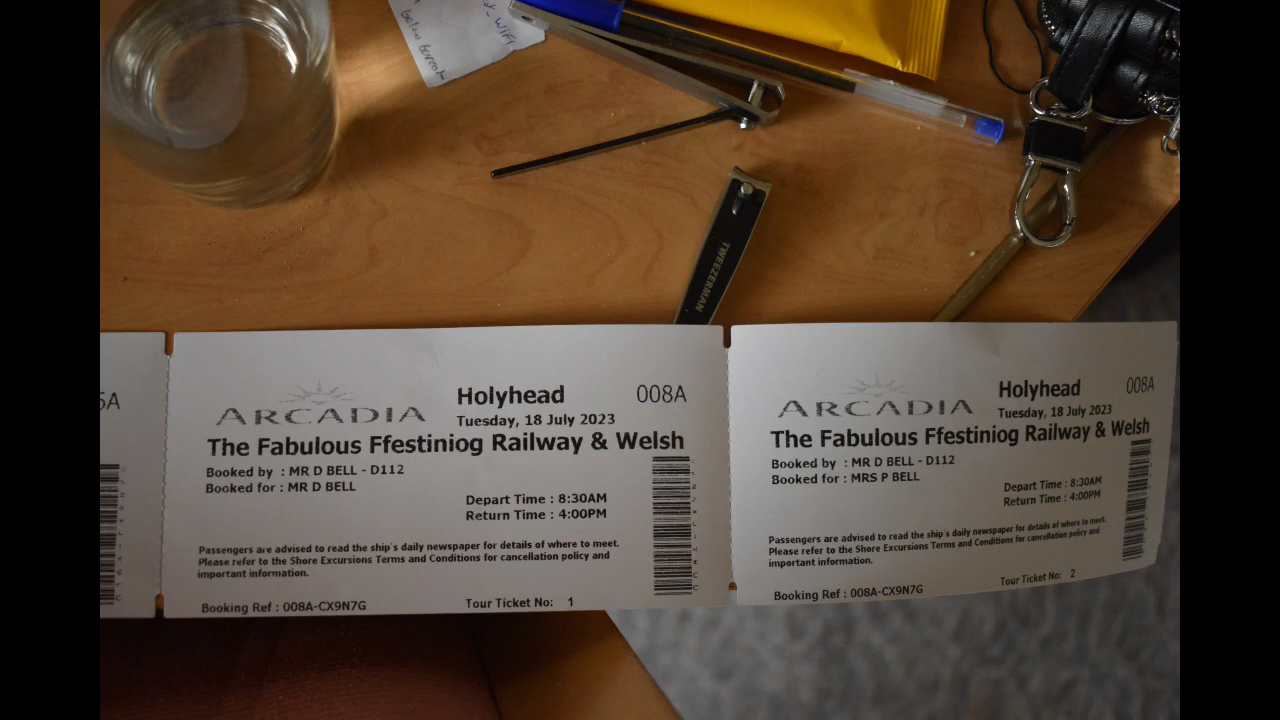 WIFI
TWEEZERMAN
5A
ARCADIA
Holyhead
008A
Tuesday, 18 July 2023
The Fabulous Ffestiniog Railway & Welsh
Booked by : MR D BELL - D112
Booked for : MR D BELL
Depart Time : 8:30AM
Return Time : 4:00PM
Passengers are advised to read the ship's daily newspaper for details of where to meet.
Please refer to the Shore Excursions Terms and Conditions for cancellation policy and
important information.
Booking Ref : 008A-CX9N7G
Tour Ticket No: 1
ARCADIA
Holyhead
008A
Tuesday, 18 July 2023
The Fabulous Ffestiniog Railway & Welsh
Booked by : MR D BELL - D112
Booked for : MRS P BELL
Depart Time : 8:30AM
Return Time : 4:00PM
Passengers are advised to read the ship's daily newspaper for details of where to meet.
Please refer to the Shore Excursions Terms and Conditions for cancellation policy and
important information.
Booking Ref : 008A-CX9N7G
Tour Ticket No: 2